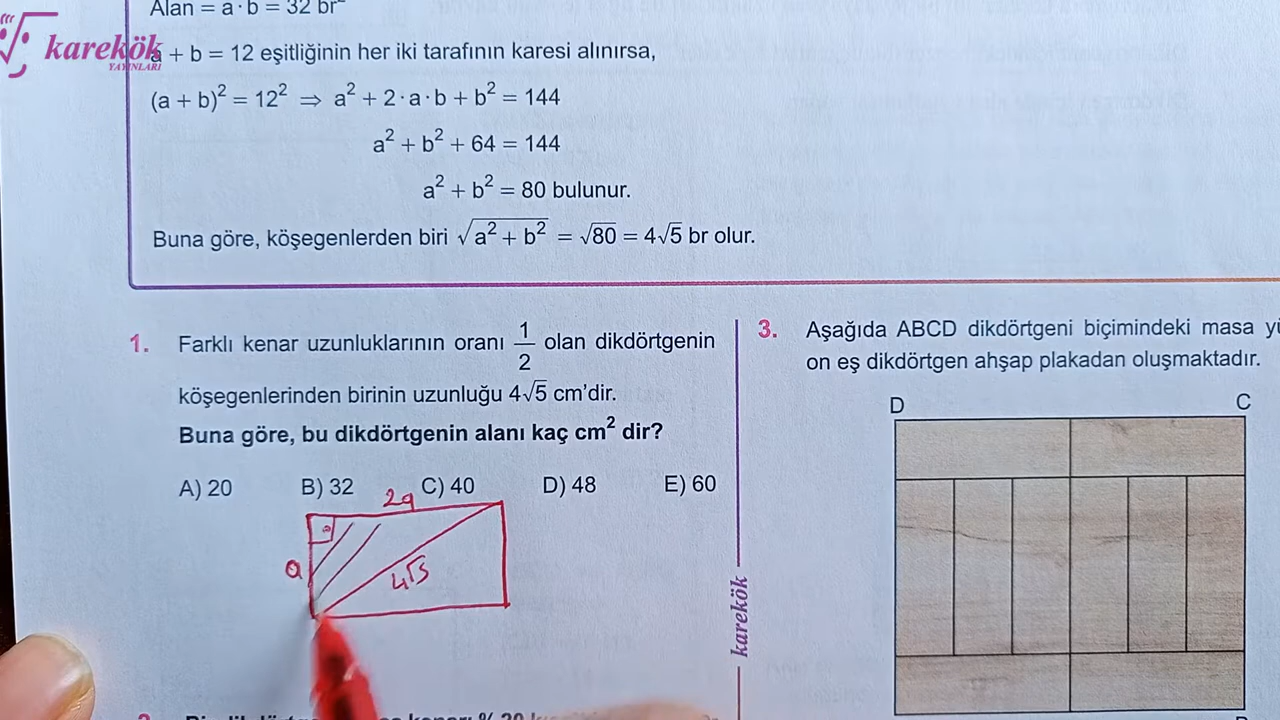 Alan = a·b = 32 br²
karekök
YAYINLARI
a + b = 12 eşitliğinin her iki tarafının karesi alınırsa,
(a + b)² = 12² ⇒ a² + 2·a·b + b² = 144
a² + b² + 64 = 144
a² + b² = 80 bulunur.
Buna göre, köşegenlerden biri √(a² + b²) = √80 = 4√5 br olur.
1. Farklı kenar uzunluklarının oranı 1/2 olan dikdörtgenin
köşegenlerinden birinin uzunluğu 4√5 cm'dir.
Buna göre, bu dikdörtgenin alanı kaç cm² dir?
A) 20 B) 32 C) 40 D) 48 E) 60
2a
a
4√5
karekök
3. Aşağıda ABCD dikdörtgeni biçimindeki masa
on eş dikdörtgen ahşap plakadan oluşmaktadır.
D C